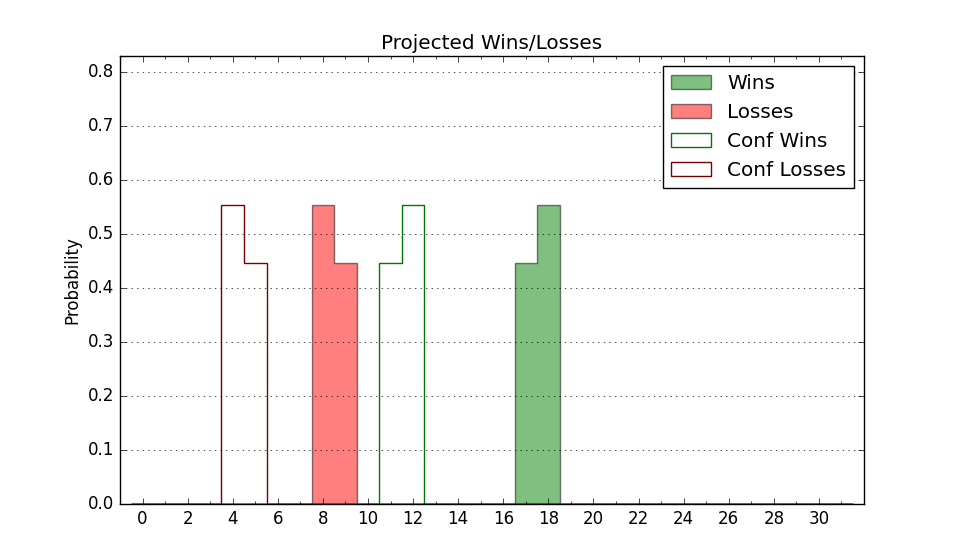 Projected Wins/Losses
0.8
0.7
0.6
0.5
0.4
0.3
0.2
0.1
0.0
Probability
Wins
Losses
Conf Wins
Conf Losses
0 2 4 6 8 10 12 14 16 18 20 22 24 26 28 30